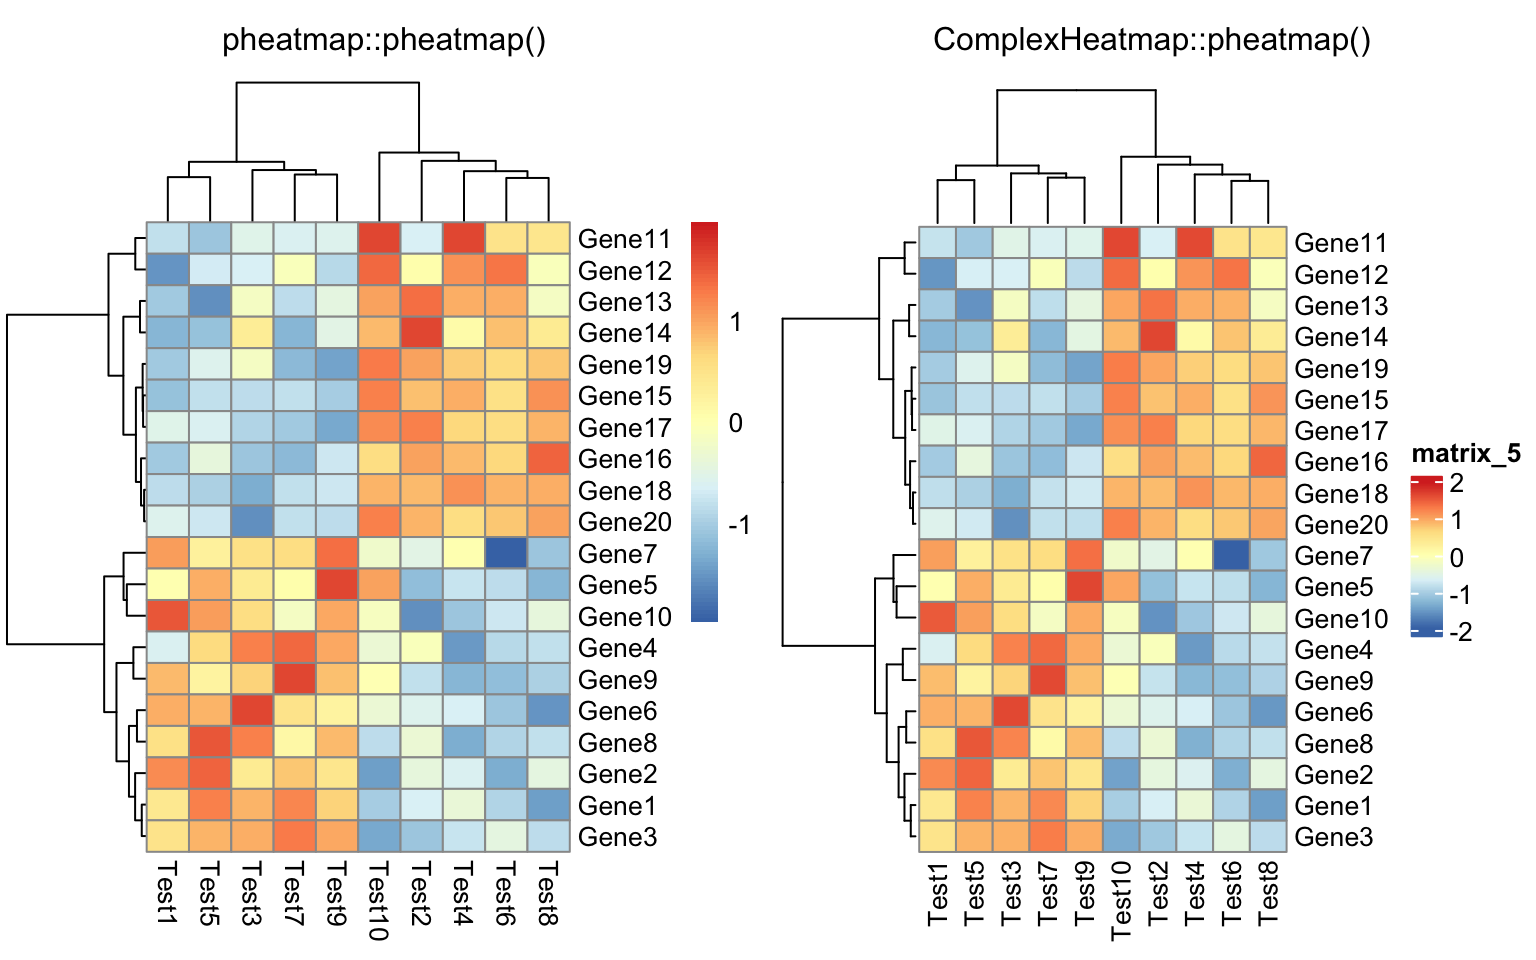 pheatmap::pheatmap()
Gene11
Gene12
Gene13
Gene14
Gene19
Gene15
Gene17
Gene16
Gene18
Gene20
Gene7
Gene5
Gene10
Gene4
Gene9
Gene6
Gene8
Gene2
Gene1
Gene3
Test1
Test5
Test3
Test7
Test9
Test10
Test2
Test4
Test6
Test8
1
0
-1
ComplexHeatmap::pheatmap()
Gene11
Gene12
Gene13
Gene14
Gene19
Gene15
Gene17
Gene16
Gene18
Gene20
Gene7
Gene5
Gene10
Gene4
Gene9
Gene6
Gene8
Gene2
Gene1
Gene3
Test1
Test5
Test3
Test7
Test9
Test10
Test2
Test4
Test6
Test8
matrix_5
2
1
0
-1
-2